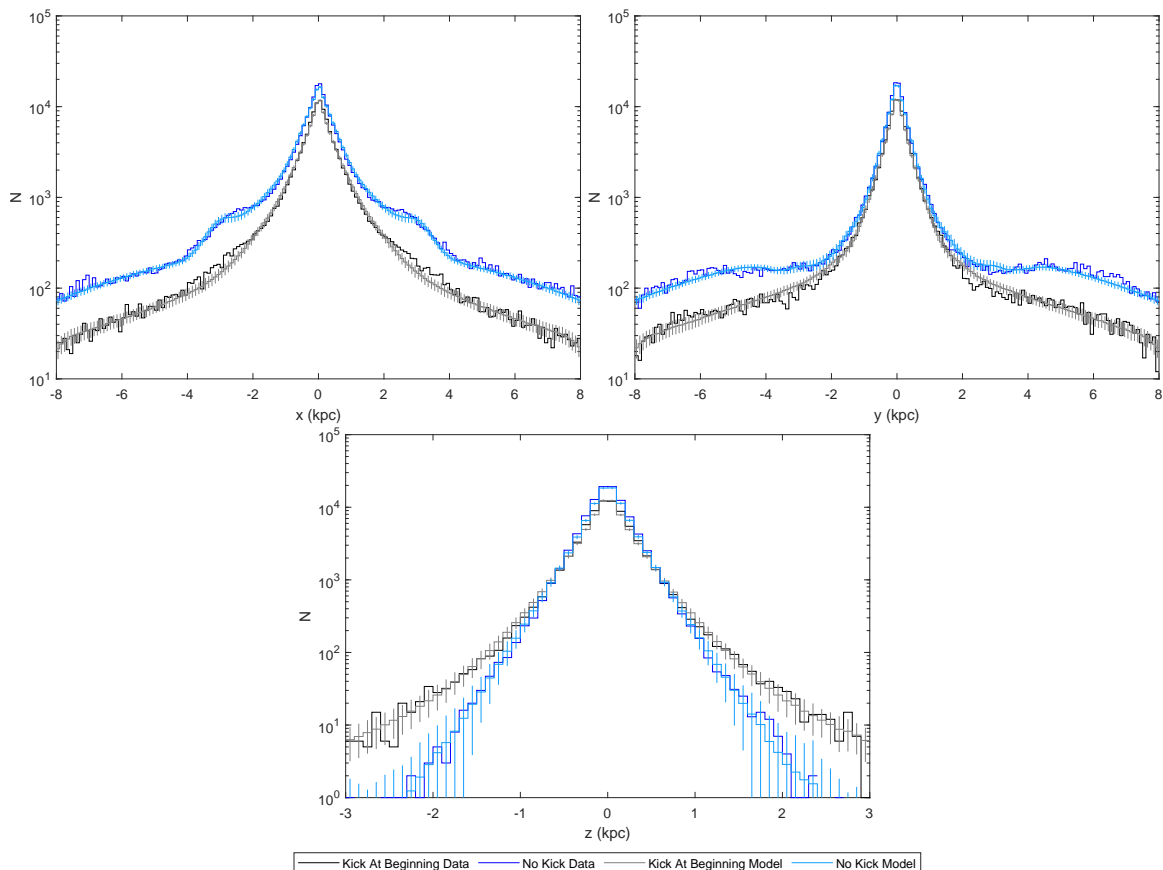 10^5
10^4
10^3
10^2
10^1
N
-8 -6 -4 -2 0 2 4 6 8
x (kpc)
10^5
10^4
10^3
10^2
10^1
N
-8 -6 -4 -2 0 2 4 6 8
y (kpc)
10^5
10^4
10^3
10^2
10^1
10^0
N
-3 -2 -1 0 1 2 3
z (kpc)
Kick At Beginning Data No Kick Data Kick At Beginning Model No Kick Model